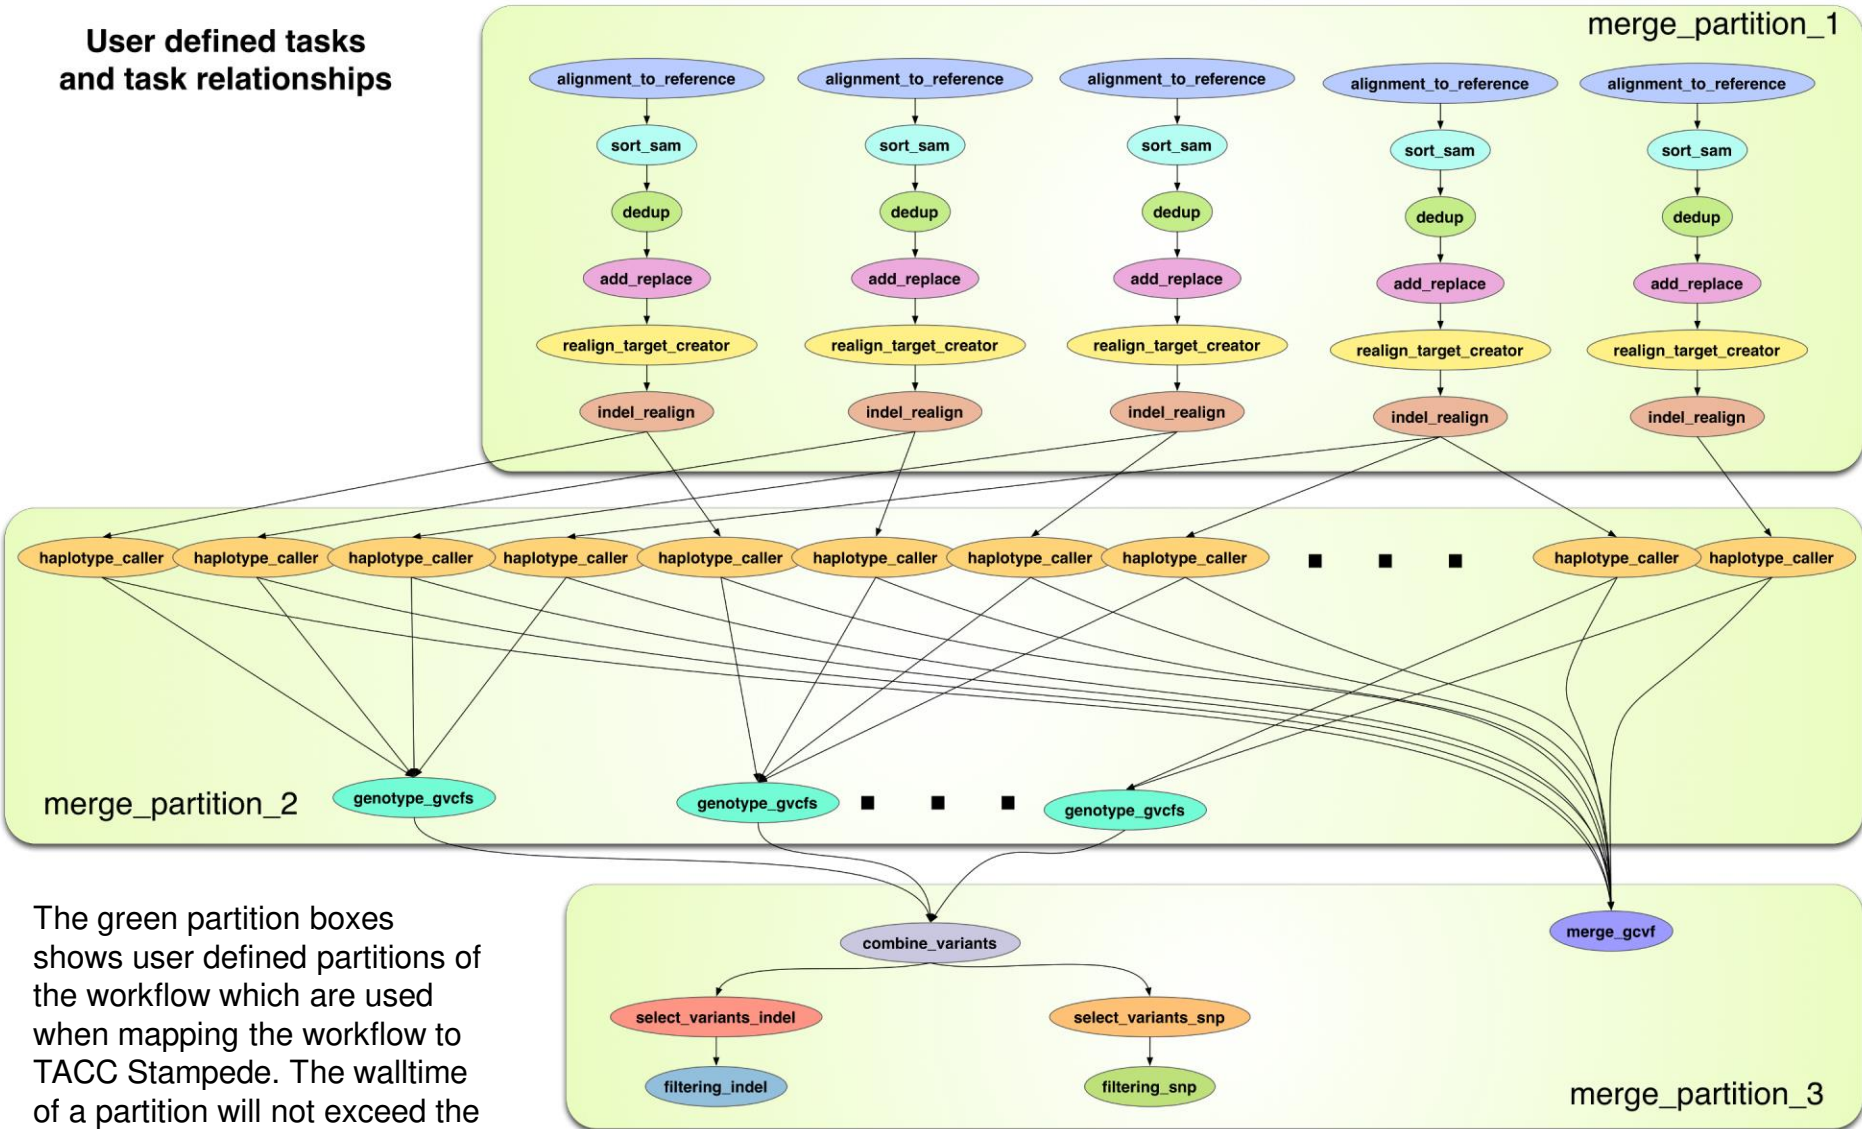 User defined tasks
and task relationships
merge_partition_1
alignment_to_reference alignment_to_reference alignment_to_reference alignment_to_reference alignment_to_reference
sort_sam sort_sam sort_sam sort_sam sort_sam
dedup dedup dedup dedup dedup
add_replace add_replace add_replace add_replace add_replace
realign_target_creator realign_target_creator realign_target_creator realign_target_creator realign_target_creator
indel_realign indel_realign indel_realign indel_realign indel_realign
haplotype_caller haplotype_caller haplotype_caller haplotype_caller haplotype_caller haplotype_caller haplotype_caller haplotype_caller haplotype_caller haplotype_caller
merge_partition_2
genotype_gvcfs genotype_gvcfs genotype_gvcfs
The green partition boxes
shows user defined partitions of
the workflow which are used
when mapping the workflow to
TACC Stampede. The walltime
of a partition will not exceed the
combine_variants merge_gcvf
select_variants_indel select_variants_snp
filtering_indel filtering_snp
merge_partition_3